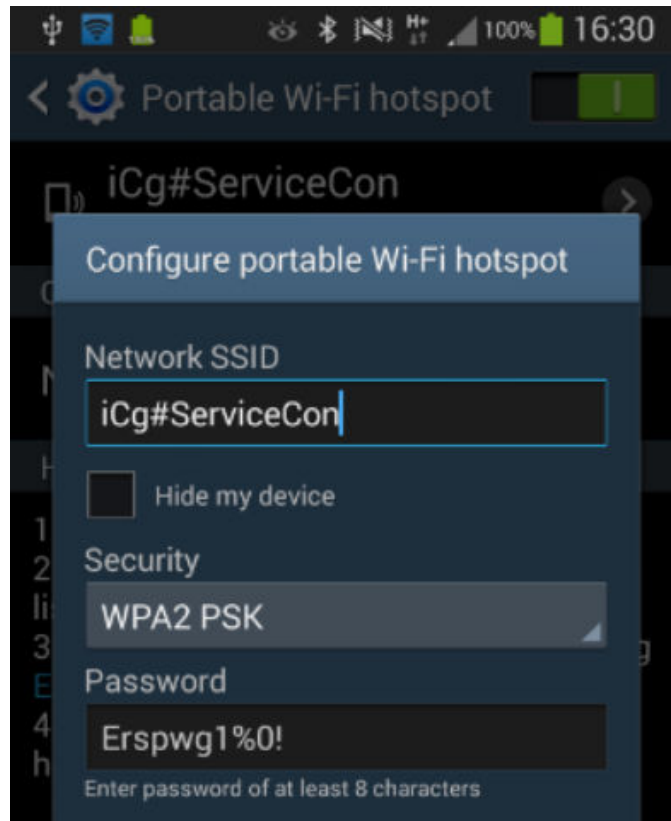 H+ 100% 16:30
Portable Wi-Fi hotspot
iCg#ServiceCon
Configure portable Wi-Fi hotspot
Network SSID
iCg#ServiceCon
Hide my device
Security
WPA2 PSK
Password
Erspwg1%0!
Enter password of at least 8 characters